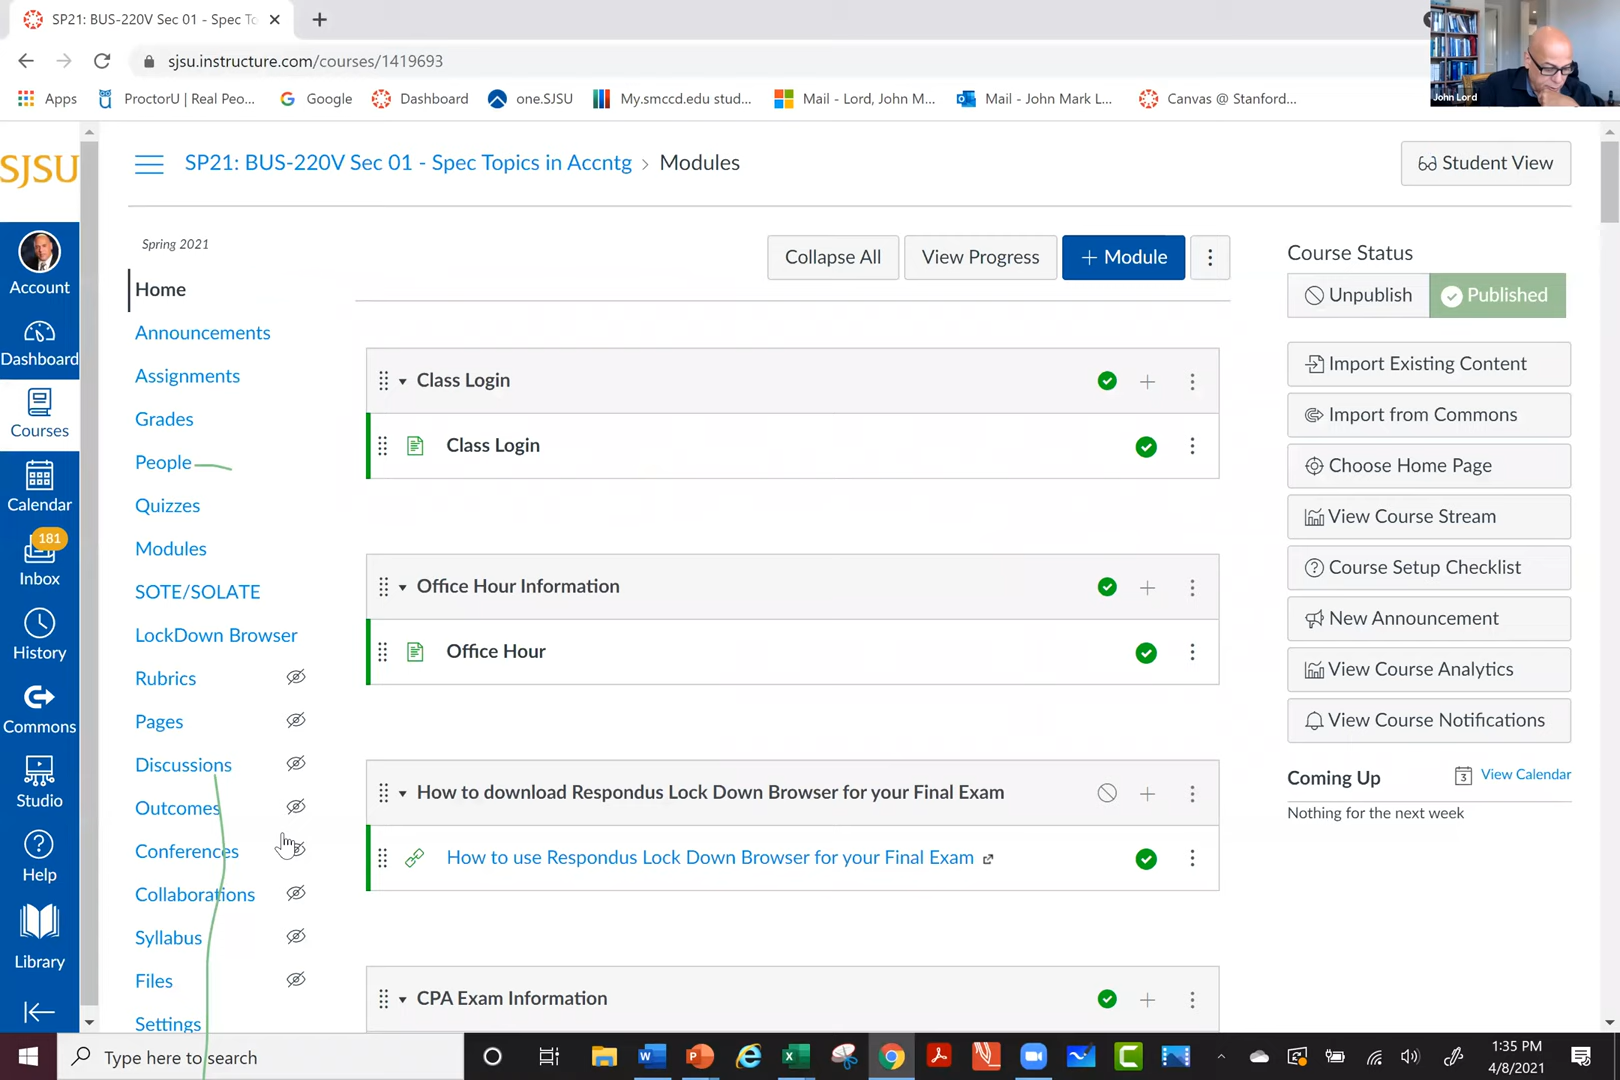 SP21: BUS-220V Sec 01 - Spec To
sjsu.instructure.com/courses/1419693
Apps
ProctorU | Real Peo...
Google
Dashboard
one.SJSU
My.smccd.edu stud...
Mail - Lord, John M...
Mail - John Mark L...
Canvas @ Stanford...
John Lord
SJSU
Account
Dashboard
Courses
Calendar
181
Inbox
History
Commons
Studio
Help
Library
SP21: BUS-220V Sec 01 - Spec Topics in Accntg > Modules
Student View
Spring 2021
Home
Announcements
Assignments
Grades
People
Quizzes
Modules
SOTE/SOLATE
LockDown Browser
Rubrics
Pages
Discussions
Outcomes
Conferences
Collaborations
Syllabus
Files
Settings
Collapse All
View Progress
+ Module
Class Login
Class Login
Office Hour Information
Office Hour
How to download Respondus Lock Down Browser for your Final Exam
How to use Respondus Lock Down Browser for your Final Exam
CPA Exam Information
Course Status
Unpublish
Published
Import Existing Content
Import from Commons
Choose Home Page
View Course Stream
Course Setup Checklist
New Announcement
View Course Analytics
View Course Notifications
Coming Up
3
View Calendar
Nothing for the next week
Type here to search
1:35 PM
4/8/2021